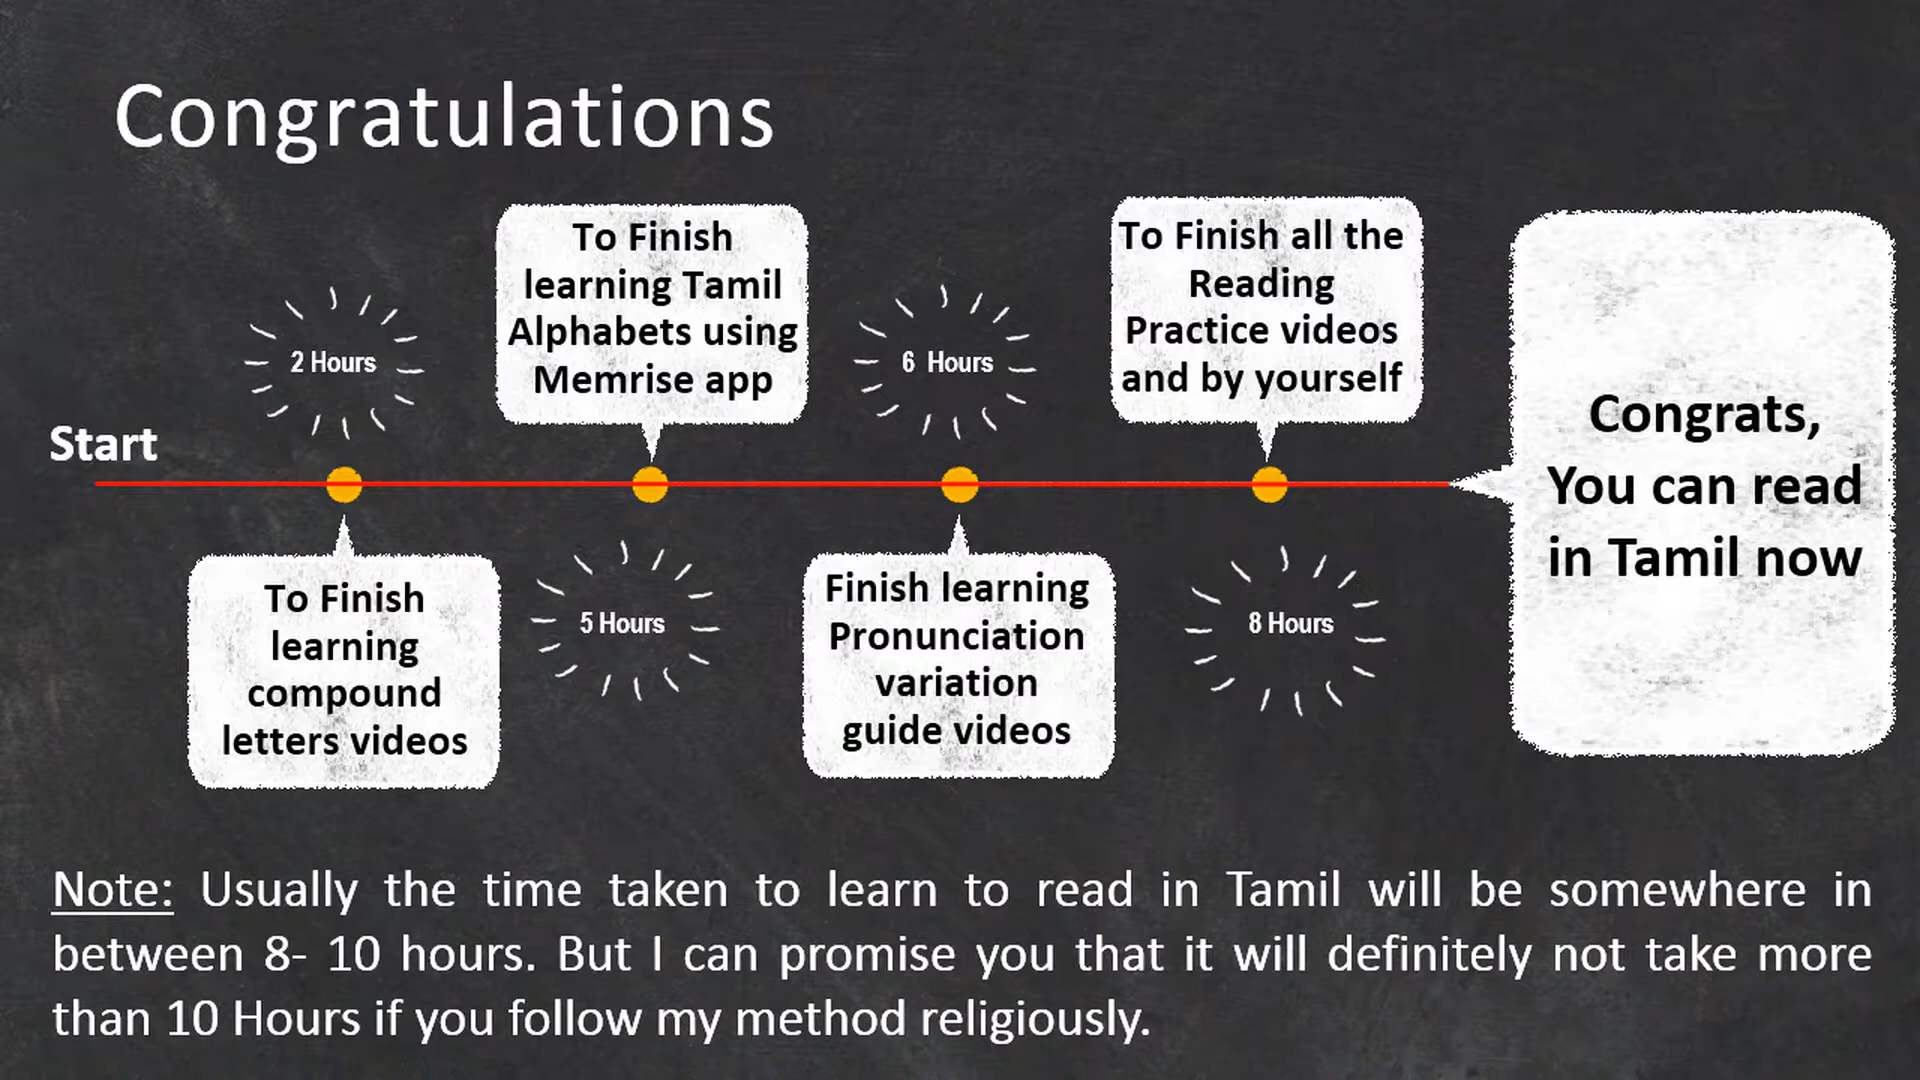 Congratulations
Start
2 Hours
To Finish
learning
compound
letters videos
To Finish
learning Tamil
Alphabets using
Memrise app
5 Hours
6 Hours
Finish learning
Pronunciation
variation
guide videos
To Finish all the
Reading
Practice videos
and by yourself
8 Hours
Congrats,
You can read
in Tamil now
Note: Usually the time taken to learn to read in Tamil will be somewhere in
between 8- 10 hours. But I can promise you that it will definitely not take more
than 10 Hours if you follow my method religiously.